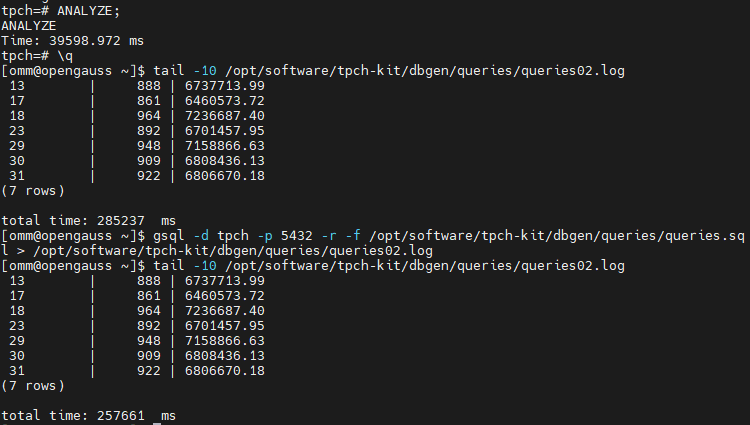 tpch=# ANALYZE;
ANALYZE
Time: 39598.972 ms
tpch=# \q
[omm@opengauss ~]$ tail -10 /opt/software/tpch-kit/dbgen/queries/queries02.log
 13        |     888 | 6737713.99
 17        |     861 | 6460573.72
 18        |     964 | 7236687.40
 23        |     892 | 6701457.95
 29        |     948 | 7158866.63
 30        |     909 | 6808436.13
 31        |     922 | 6806670.18
(7 rows)

total time: 285237  ms
[omm@opengauss ~]$ gsql -d tpch -p 5432 -r -f /opt/software/tpch-kit/dbgen/queries/queries.sq
l > /opt/software/tpch-kit/dbgen/queries/queries02.log
[omm@opengauss ~]$ tail -10 /opt/software/tpch-kit/dbgen/queries/queries02.log
 13        |     888 | 6737713.99
 17        |     861 | 6460573.72
 18        |     964 | 7236687.40
 23        |     892 | 6701457.95
 29        |     948 | 7158866.63
 30        |     909 | 6808436.13
 31        |     922 | 6806670.18
(7 rows)

total time: 257661  ms